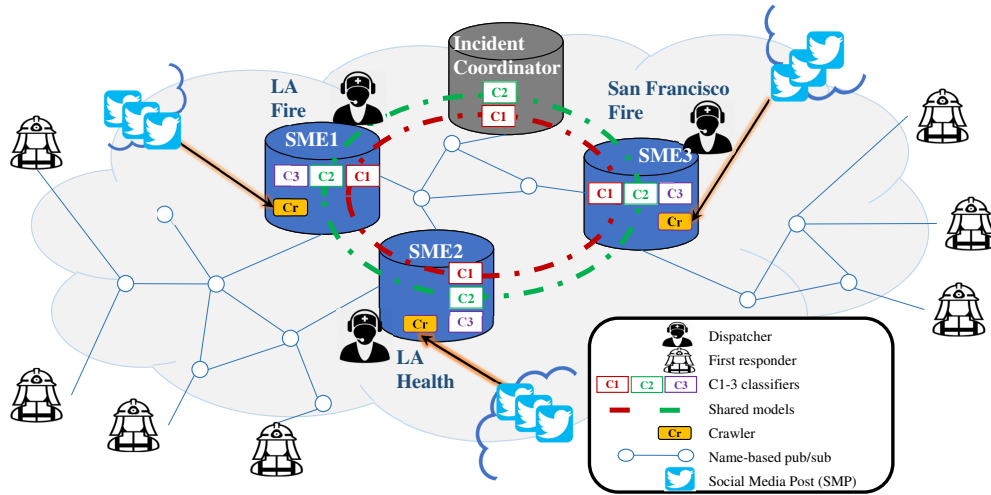 Incident
Coordinator
C2
C1
LA
Fire
SME1
C3 C2 C1
Cr
San Francisco
Fire
SME3
C1 C2 C3
Cr
SME2
C1
C2
C3
Cr
LA
Health
Dispatcher
First responder
C1 C2 C3 C1-3 classifiers
Shared models
Cr Crawler
Name-based pub/sub
Social Media Post (SMP)